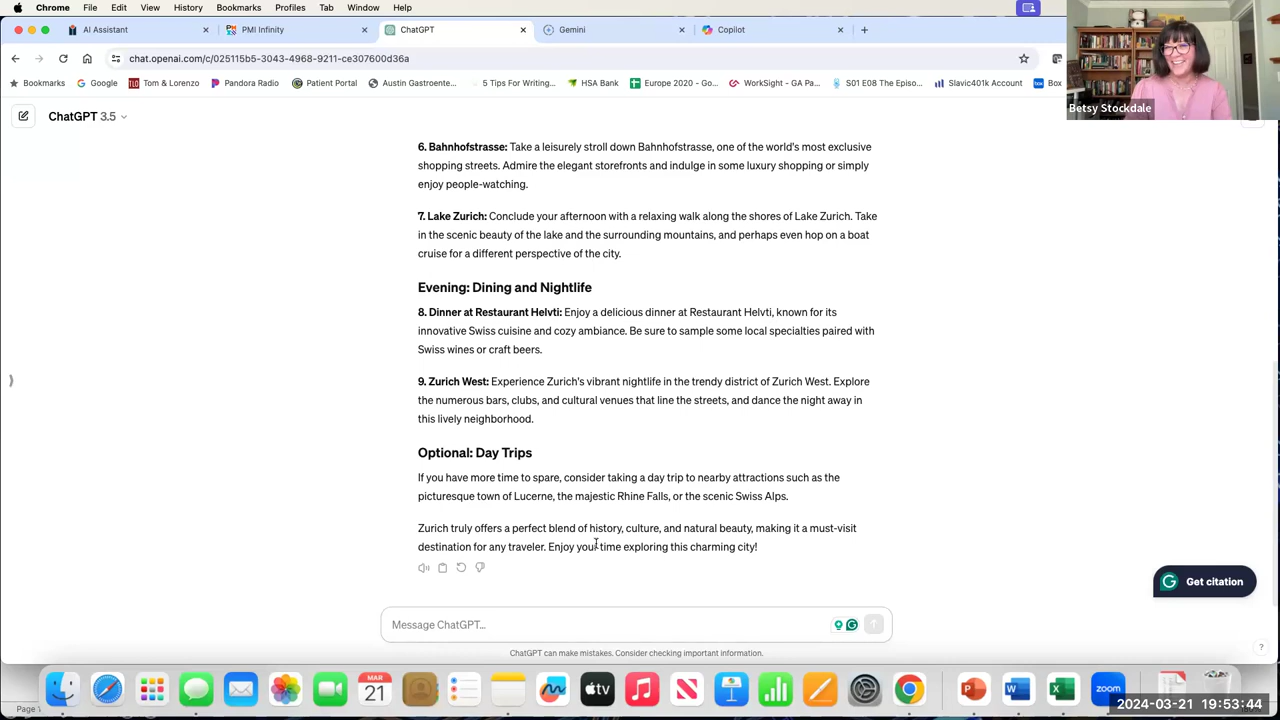 Chrome File Edit View History Bookmarks Profiles Tab Window Help
AI Assistant
PMI Infinity
ChatGPT
Gemini
Copilot
chat.openai.com/c/025115b5-3043-4968-9211-ce307600d36a
Bookmarks Google Tom & Lorenzo Pandora Radio Patient Portal Austin Gastroente... 5 Tips For Writing... HSA Bank Europe 2020 - Go... WorkSight - GA Pa... S01 E08 The Episo... Slavic401k Account Box
Betsy Stockdale
ChatGPT 3.5
6. Bahnhofstrasse: Take a leisurely stroll down Bahnhofstrasse, one of the world's most exclusive
shopping streets. Admire the elegant storefronts and indulge in some luxury shopping or simply
enjoy people-watching.
7. Lake Zurich: Conclude your afternoon with a relaxing walk along the shores of Lake Zurich. Take
in the scenic beauty of the lake and the surrounding mountains, and perhaps even hop on a boat
cruise for a different perspective of the city.
Evening: Dining and Nightlife
8. Dinner at Restaurant Helvti: Enjoy a delicious dinner at Restaurant Helvti, known for its
innovative Swiss cuisine and cozy ambiance. Be sure to sample some local specialties paired with
Swiss wines or craft beers.
9. Zurich West: Experience Zurich's vibrant nightlife in the trendy district of Zurich West. Explore
the numerous bars, clubs, and cultural venues that line the streets, and dance the night away in
this lively neighborhood.
Optional: Day Trips
If you have more time to spare, consider taking a day trip to nearby attractions such as the
picturesque town of Lucerne, the majestic Rhine Falls, or the scenic Swiss Alps.
Zurich truly offers a perfect blend of history, culture, and natural beauty, making it a must-visit
destination for any traveler. Enjoy your time exploring this charming city!
Get citation
Message ChatGPT...
ChatGPT can make mistakes. Consider checking important information.
?
MAR
21
tv
zoom
Page
2024-03-21 19:53:44